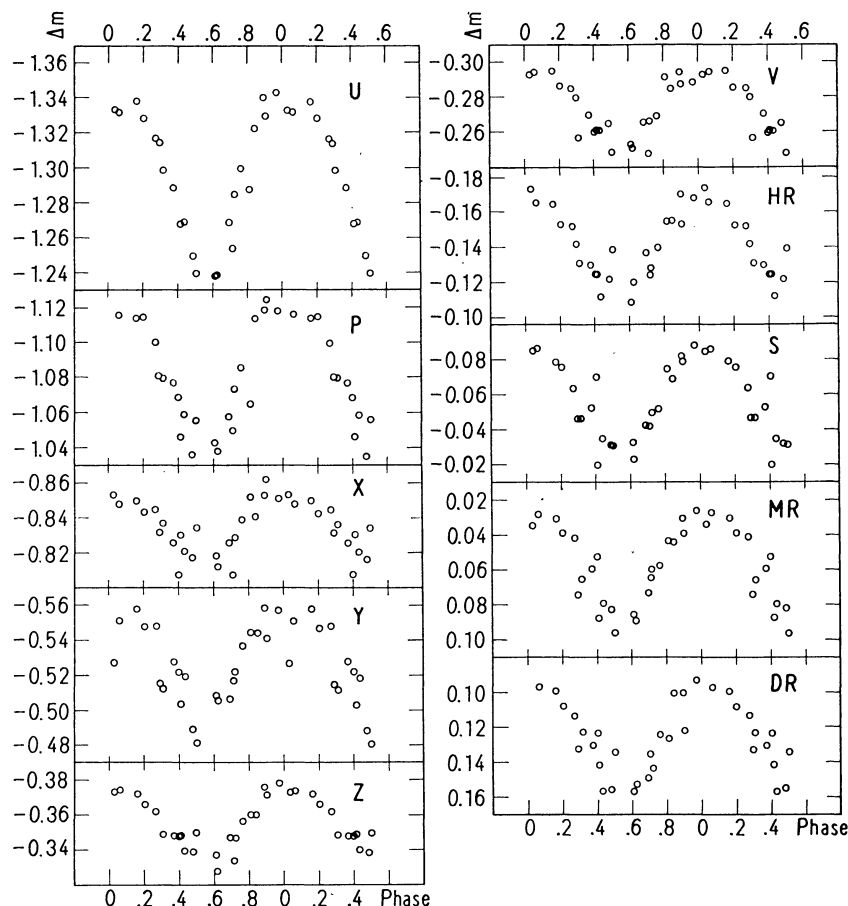 Δm
0 .2 .4 .6 .8 0 .2 .4
-1.36
-1.34
-1.32
-1.30
-1.28
-1.26
-1.24
U
-1.12
-1.10
-1.08
-1.06
-1.04
P
-0.86
-0.84
-0.82
X
-0.56
-0.54
-0.52
-0.50
-0.48
Y
-0.38
-0.36
-0.34
Z
0 .2 .4 .6 .8 0 .2 .4 Phase
Δm
0 .2 .4 .6 .8 0 .2 .4 .6
-0.30
-0.28
-0.26
V
-0.18
-0.16
-0.14
-0.12
-0.10
HR
-0.08
-0.06
-0.04
-0.02
S
0.02
0.04
0.06
0.08
0.10
MR
0.10
0.12
0.14
0.16
DR
0 .2 .4 .6 .8 0 .2 .4 Phase